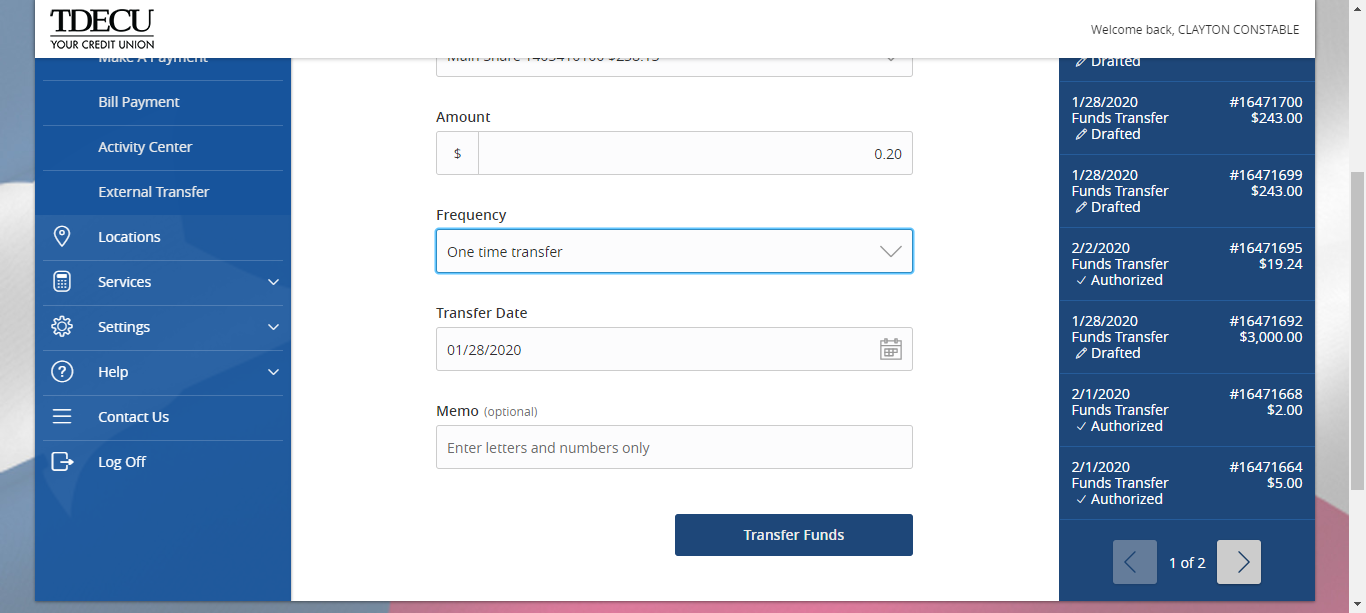 TDECU
YOUR CREDIT UNION
Welcome back, CLAYTON CONSTABLE
Make A Payment
Bill Payment
Activity Center
External Transfer
Locations
Services
Settings
Help
Contact Us
Log Off
Main Share
Amount
$
0.20
Frequency
One time transfer
Transfer Date
01/28/2020
Memo (optional)
Enter letters and numbers only
Transfer Funds
Drafted
1/28/2020 #16471700
Funds Transfer $243.00
Drafted
1/28/2020 #16471699
Funds Transfer $243.00
Drafted
2/2/2020 #16471695
Funds Transfer $19.24
Authorized
1/28/2020 #16471692
Funds Transfer $3,000.00
Drafted
2/1/2020 #16471668
Funds Transfer $2.00
Authorized
2/1/2020 #16471664
Funds Transfer $5.00
Authorized
1 of 2